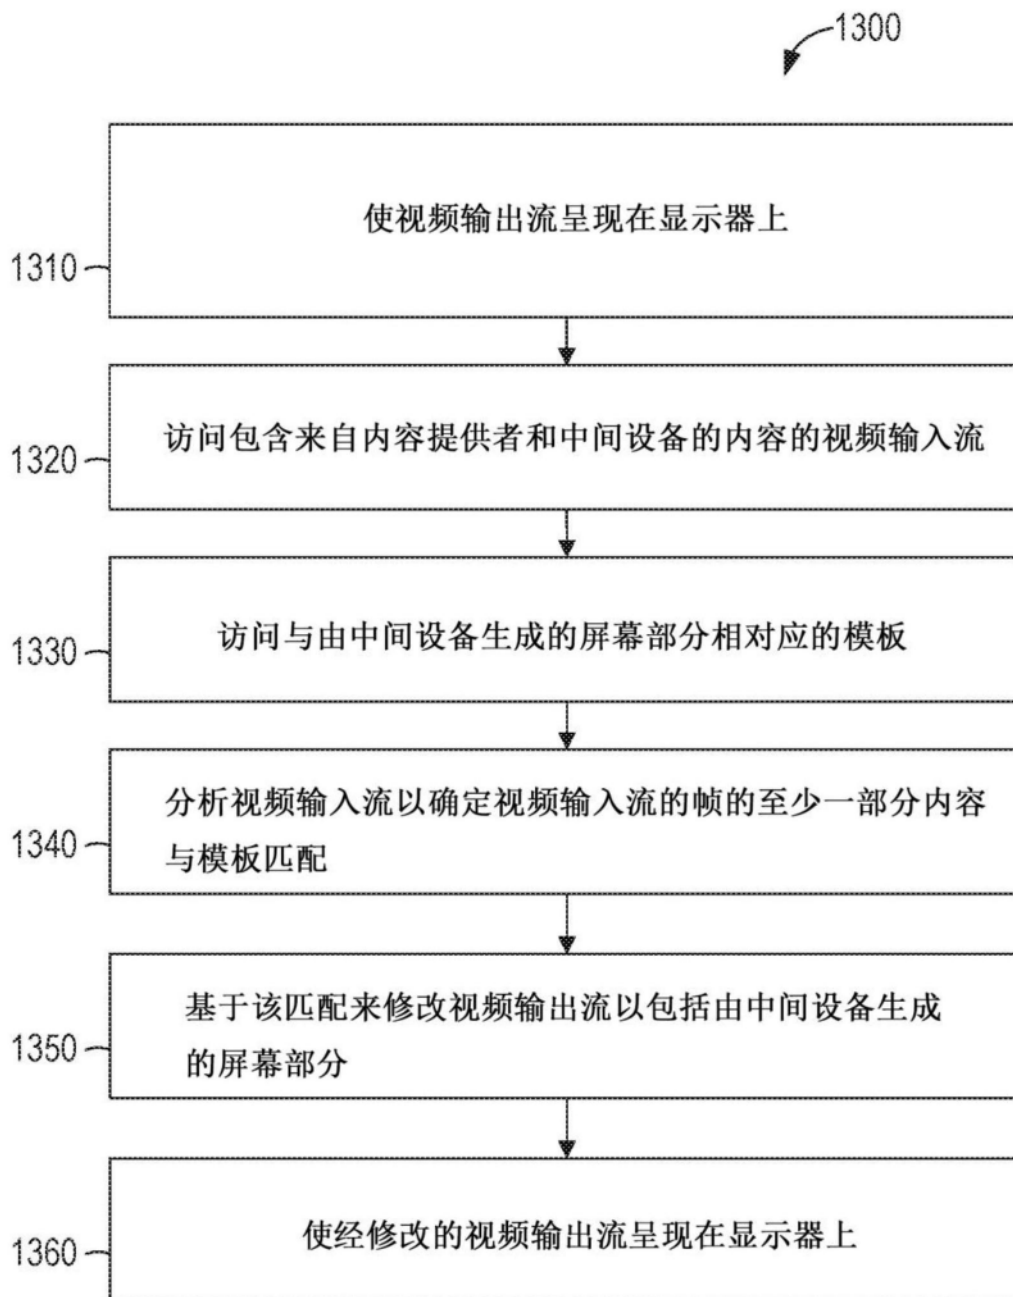 1300
使视频输出流呈现在显示器上
1310
访问包含来自内容提供者和中间设备的内容的视频输入流
1320
访问与由中间设备生成的屏幕部分相对应的模板
1330
分析视频输入流以确定视频输入流的帧的至少一部分内容
与模板匹配
1340
基于该匹配来修改视频输出流以包括由中间设备生成
的屏幕部分
1350
使经修改的视频输出流呈现在显示器上
1360